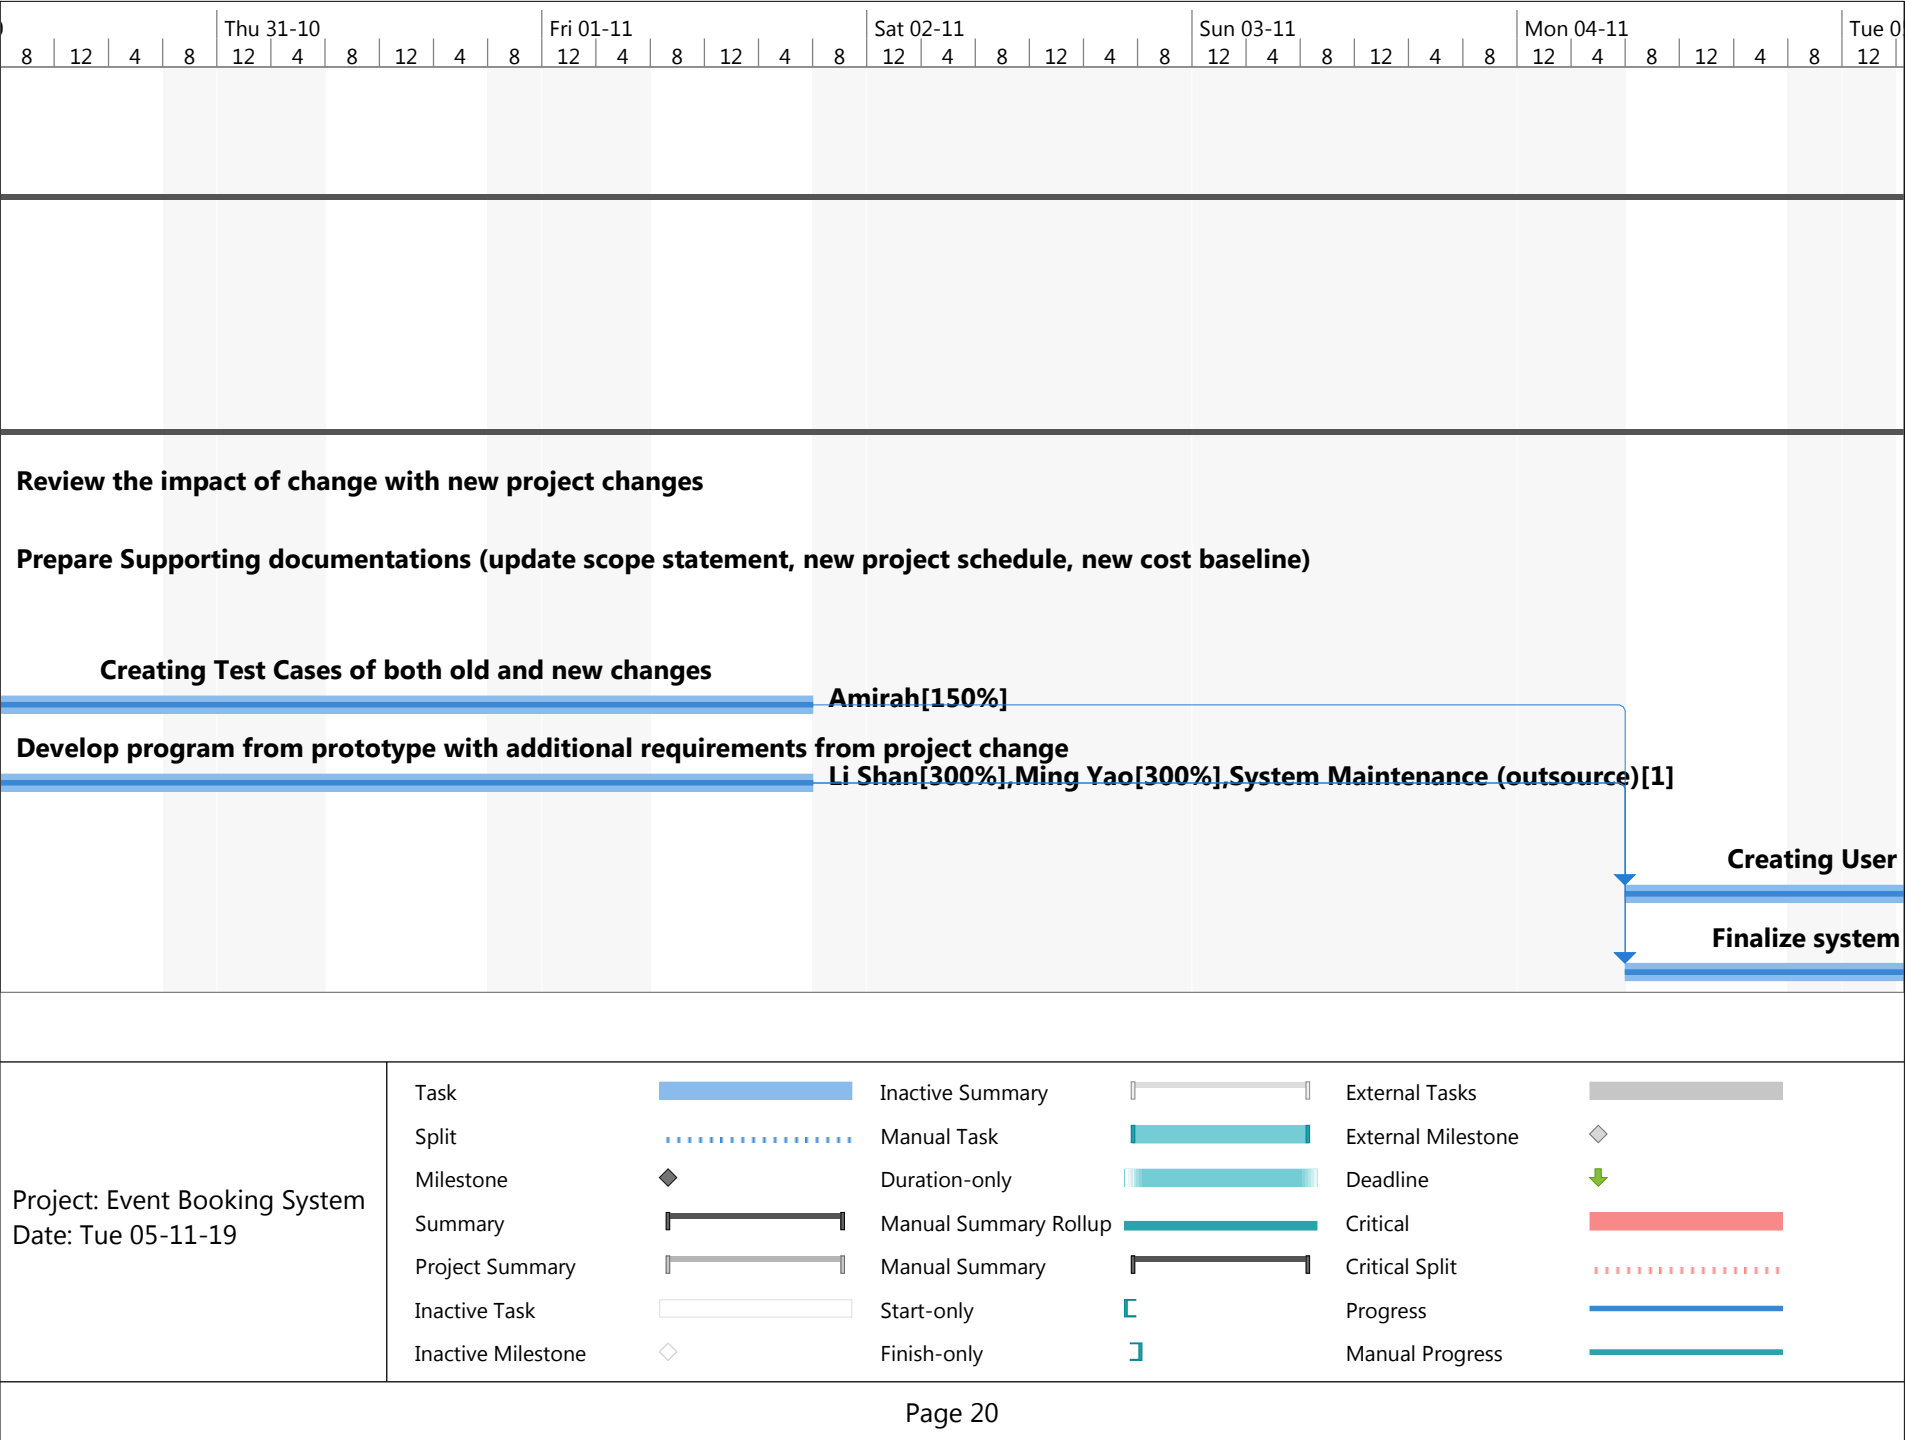 Thu 31-10 Fri 01-11 Sat 02-11 Sun 03-11 Mon 04-11 Tue 0
8 12 4 8 12 4 8 12 4 8 12 4 8 12 4 8 12 4 8 12 4 8 12 4 8 12 4 8 12 4 8 12 4 8 12
Review the impact of change with new project changes
Prepare Supporting documentations (update scope statement, new project schedule, new cost baseline)
Creating Test Cases of both old and new changes
Amirah[150%]
Develop program from prototype with additional requirements from project change
Li Shan[300%],Ming Yao[300%],System Maintenance (outsource)[1]
Creating User
Finalize system
Project: Event Booking System
Date: Tue 05-11-19
Task
Split
Milestone
Summary
Project Summary
Inactive Task
Inactive Milestone
Inactive Summary
Manual Task
Duration-only
Manual Summary Rollup
Manual Summary
Start-only
Finish-only
External Tasks
External Milestone
Deadline
Critical
Critical Split
Progress
Manual Progress
Page 20